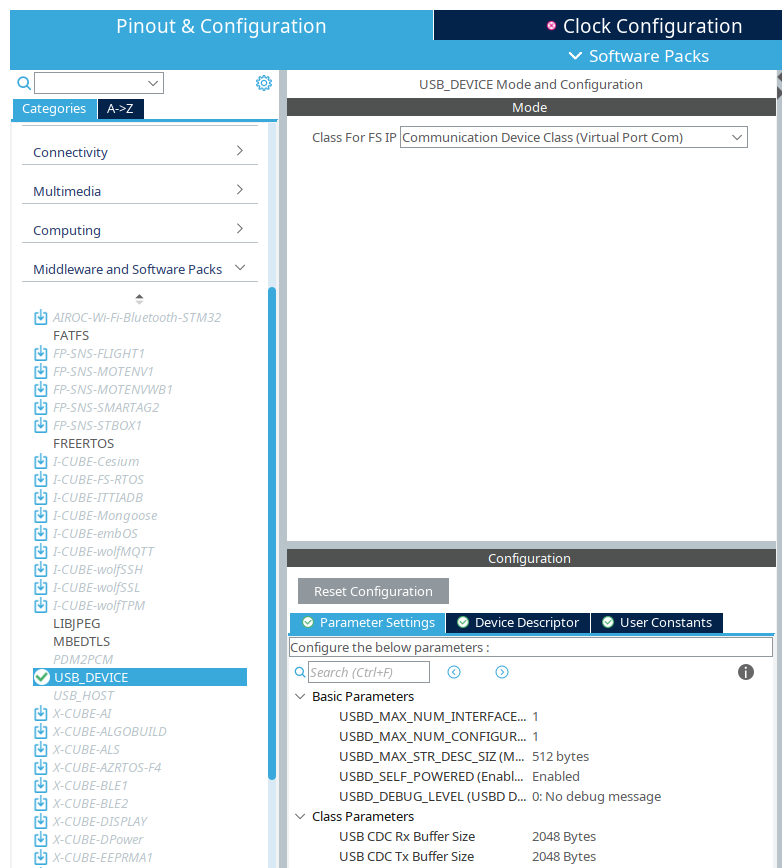 Pinout & Configuration
Clock Configuration
Software Packs
Categories
A->Z
Connectivity
Multimedia
Computing
Middleware and Software Packs
AIROC-Wi-Fi-Bluetooth-STM32
FATFS
FP-SNS-FLIGHT1
FP-SNS-MOTENV1
FP-SNS-MOTENVWB1
FP-SNS-SMARTAG2
FP-SNS-STBOX1
FREERTOS
I-CUBE-Cesium
I-CUBE-FS-RTOS
I-CUBE-ITTIADB
I-CUBE-Mongoose
I-CUBE-embOS
I-CUBE-wolfMQTT
I-CUBE-wolfSSH
I-CUBE-wolfSSL
I-CUBE-wolfTPM
LIBJPEG
MBEDTLS
PDM2PCM
USB_DEVICE
USB_HOST
X-CUBE-AI
X-CUBE-ALGOBUILD
X-CUBE-ALS
X-CUBE-AZRTOS-F4
X-CUBE-BLE1
X-CUBE-BLE2
X-CUBE-DISPLAY
X-CUBE-DPower
X-CUBE-EEPRMA1
USB_DEVICE Mode and Configuration
Mode
Class For FS IP Communication Device Class (Virtual Port Com)
Configuration
Reset Configuration
Parameter Settings
Device Descriptor
User Constants
Configure the below parameters :
Search (Ctrl+F)
Basic Parameters
USBD_MAX_NUM_INTERFACE... 1
USBD_MAX_NUM_CONFIGUR... 1
USBD_MAX_STR_DESC_SIZ (M... 512 bytes
USBD_SELF_POWERED (Enabl... Enabled
USBD_DEBUG_LEVEL (USBD D... 0: No debug message
Class Parameters
USB CDC Rx Buffer Size 2048 Bytes
USB CDC Tx Buffer Size 2048 Bytes